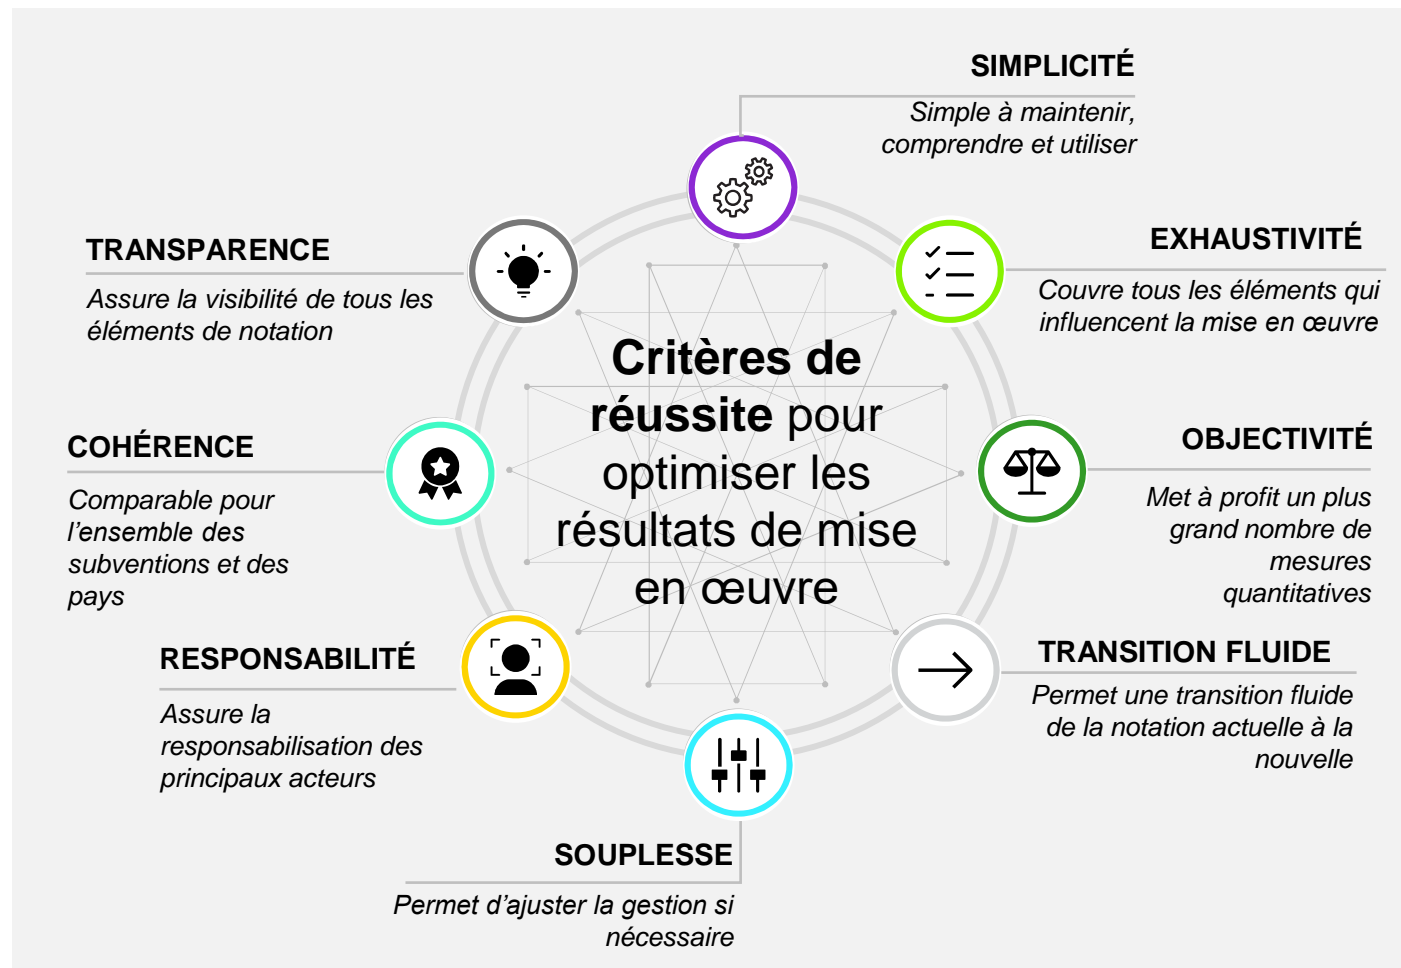 SIMPLICITÉ
Simple à maintenir,
comprendre et utiliser
EXHAUSTIVITÉ
Couvre tous les éléments qui
influencent la mise en œuvre
OBJECTIVITÉ
Met à profit un plus
grand nombre de
mesures
quantitatives
TRANSITION FLUIDE
Permet une transition fluide
de la notation actuelle à la
nouvelle
SOUPLESSE
Permet d'ajuster la gestion si
nécessaire
RESPONSABILITÉ
Assure la
responsabilisation des
principaux acteurs
COHÉRENCE
Comparable pour
l’ensemble des
subventions et des
pays
TRANSPARENCE
Assure la visibilité de tous les
éléments de notation
Critères de
réussite pour
optimiser les
résultats de mise
en œuvre